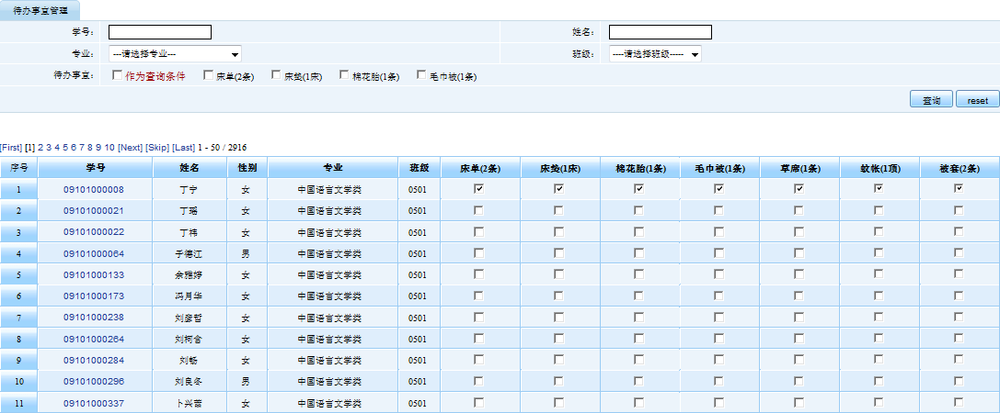 待办事宜管理
学号： 姓名：
专业： ---请选择专业--- 班级： ----请选择班级-----
待办事宜： 作为查询条件 床单(2条) 床垫(1床) 棉花胎(1条) 毛巾被(1条)
查询 reset
[First] [1] 2 3 4 5 6 7 8 9 10 [Next] [Skip] [Last] 1 - 50 / 2916
序号 学号 姓名 性别 专业 班级 床单(2条) 床垫(1床) 棉花胎(1条) 毛巾被(1条) 草席(1条) 蚊帐(1顶) 被套(2条)
1 09101000008 丁宁 女 中国语言文学类 0501
2 09101000021 丁瑶 女 中国语言文学类 0501
3 09101000022 丁祎 女 中国语言文学类 0501
4 09101000064 于德江 男 中国语言文学类 0501
5 09101000133 余雅婷 女 中国语言文学类 0501
6 09101000173 冯月华 女 中国语言文学类 0501
7 09101000238 刘彦哲 女 中国语言文学类 0501
8 09101000264 刘柯含 女 中国语言文学类 0501
9 09101000284 刘畅 女 中国语言文学类 0501
10 09101000296 刘良冬 男 中国语言文学类 0501
11 09101000337 卜兴蕾 女 中国语言文学类 0501